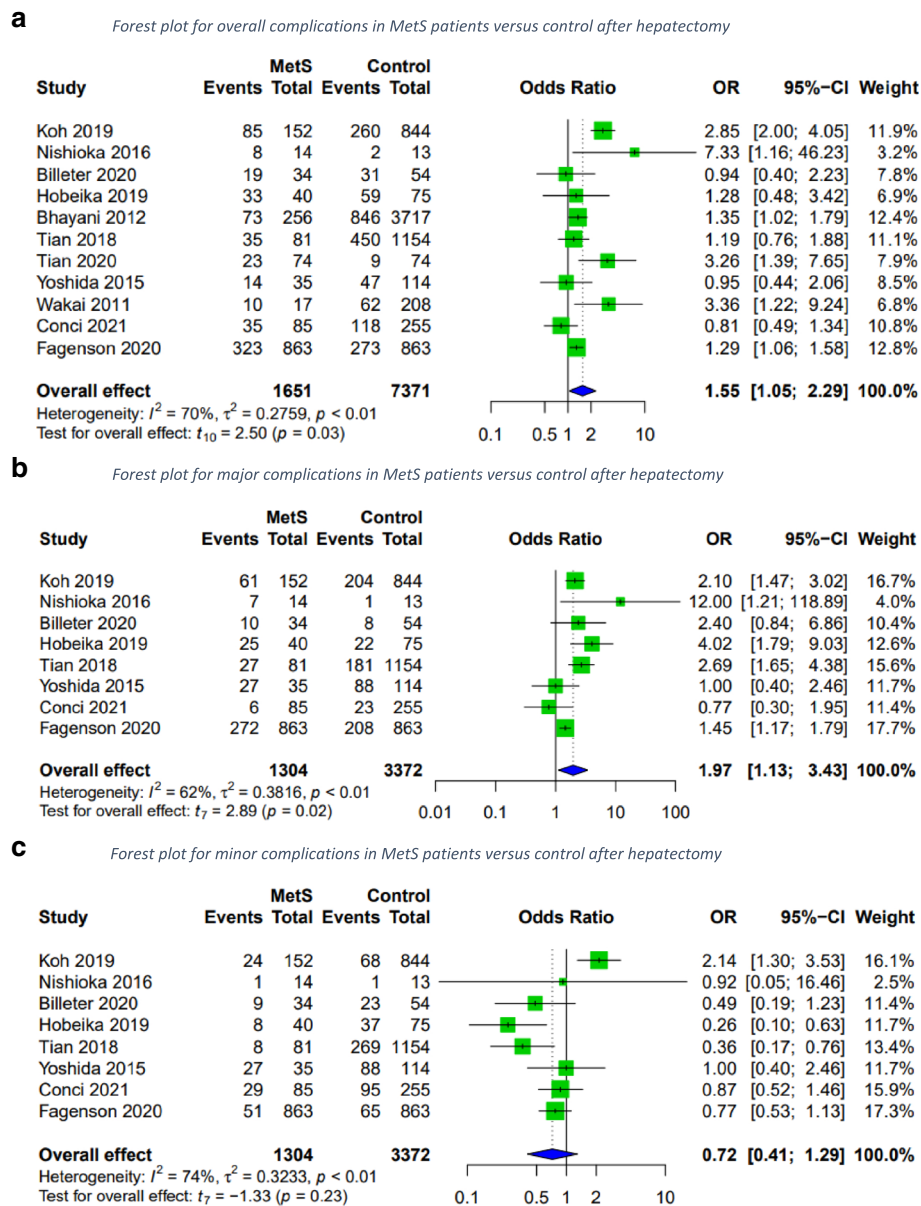 a
Forest plot for overall complications in MetS patients versus control after hepatectomy
MetS Control
Study Events Total Events Total Odds Ratio OR 95%−CI Weight
Koh 2019 85 152 260 844 2.85 [2.00; 4.05] 11.9%
Nishioka 2016 8 14 2 13 7.33 [1.16; 46.23] 3.2%
Billeter 2020 19 34 31 54 0.94 [0.40; 2.23] 7.8%
Hobeika 2019 33 40 59 75 1.28 [0.48; 3.42] 6.9%
Bhayani 2012 73 256 846 3717 1.35 [1.02; 1.79] 12.4%
Tian 2018 35 81 450 1154 1.19 [0.76; 1.88] 11.1%
Tian 2020 23 74 9 74 3.26 [1.39; 7.65] 7.9%
Yoshida 2015 14 35 47 114 0.95 [0.44; 2.06] 8.5%
Wakai 2011 10 17 62 208 3.36 [1.22; 9.24] 6.8%
Conci 2021 35 85 118 255 0.81 [0.49; 1.34] 10.8%
Fagenson 2020 323 863 273 863 1.29 [1.06; 1.58] 12.8%
Overall effect 1651 7371 1.55 [1.05; 2.29] 100.0%
Heterogeneity: I² = 70%, τ² = 0.2759, p < 0.01
Test for overall effect: t₁₀ = 2.50 (p = 0.03)
0.1 0.5 1 2 10
b
Forest plot for major complications in MetS patients versus control after hepatectomy
MetS Control
Study Events Total Events Total Odds Ratio OR 95%−CI Weight
Koh 2019 61 152 204 844 2.10 [1.47; 3.02] 16.7%
Nishioka 2016 7 14 1 13 12.00 [1.21; 118.89] 4.0%
Billeter 2020 10 34 8 54 2.40 [0.84; 6.86] 10.4%
Hobeika 2019 25 40 22 75 4.02 [1.79; 9.03] 12.6%
Tian 2018 27 81 181 1154 2.69 [1.65; 4.38] 15.6%
Yoshida 2015 27 35 88 114 1.00 [0.40; 2.46] 11.7%
Conci 2021 6 85 23 255 0.77 [0.30; 1.95] 11.4%
Fagenson 2020 272 863 208 863 1.45 [1.17; 1.79] 17.7%
Overall effect 1304 3372 1.97 [1.13; 3.43] 100.0%
Heterogeneity: I² = 62%, τ² = 0.3816, p < 0.01
Test for overall effect: t₇ = 2.89 (p = 0.02)
0.01 0.1 1 10 100
c
Forest plot for minor complications in MetS patients versus control after hepatectomy
MetS Control
Study Events Total Events Total Odds Ratio OR 95%−CI Weight
Koh 2019 24 152 68 844 2.14 [1.30; 3.53] 16.1%
Nishioka 2016 1 14 1 13 0.92 [0.05; 16.46] 2.5%
Billeter 2020 9 34 23 54 0.49 [0.19; 1.23] 11.4%
Hobeika 2019 8 40 37 75 0.26 [0.10; 0.63] 11.7%
Tian 2018 8 81 269 1154 0.36 [0.17; 0.76] 13.4%
Yoshida 2015 27 35 88 114 1.00 [0.40; 2.46] 11.7%
Conci 2021 29 85 95 255 0.87 [0.52; 1.46] 15.9%
Fagenson 2020 51 863 65 863 0.77 [0.53; 1.13] 17.3%
Overall effect 1304 3372 0.72 [0.41; 1.29] 100.0%
Heterogeneity: I² = 74%, τ² = 0.3233, p < 0.01
Test for overall effect: t₇ = −1.33 (p = 0.23)
0.1 0.5 1 2 10